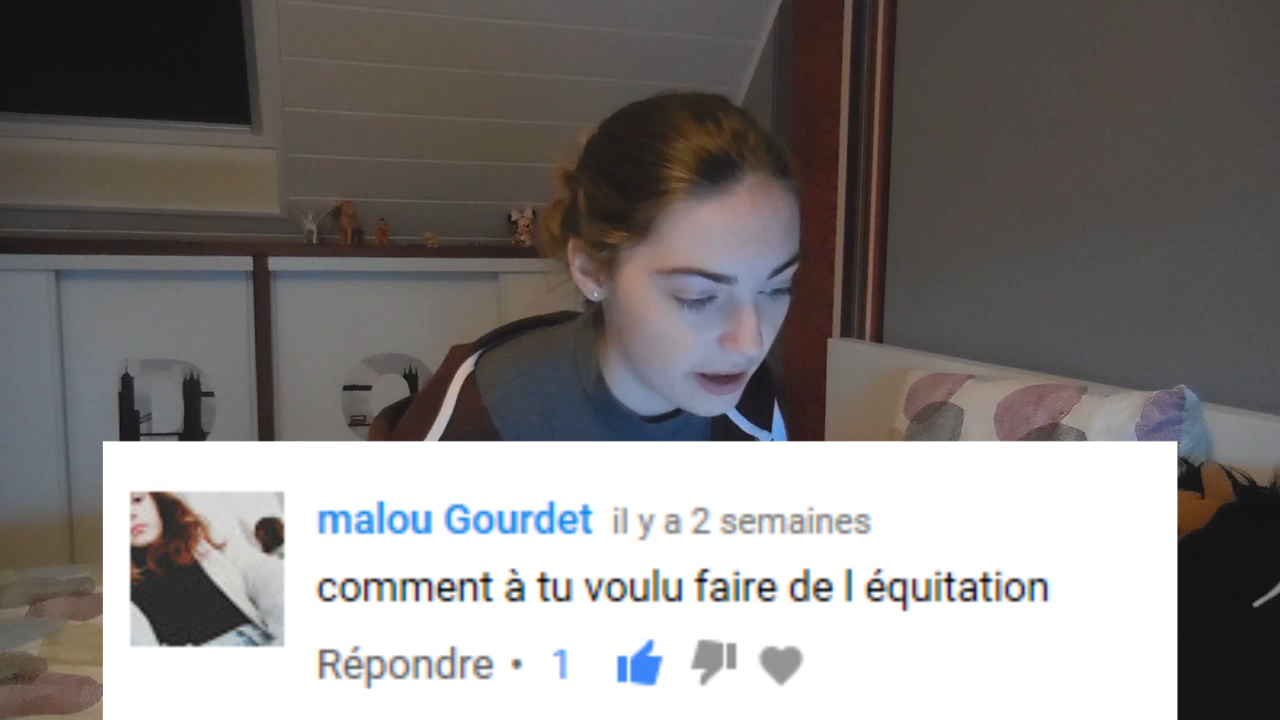 malou Gourdet il y a 2 semaines
comment à tu voulu faire de l équitation
Répondre • 1